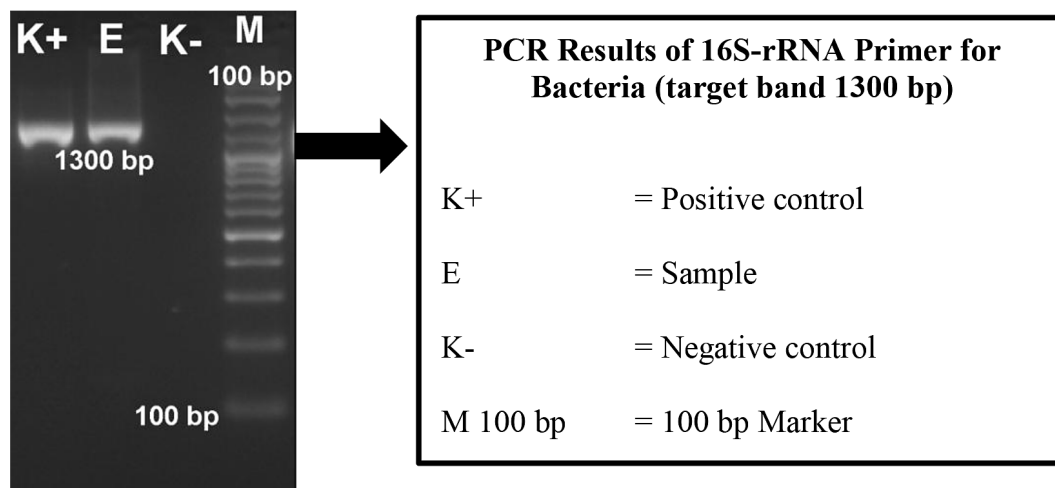 K+ E K- M
100 bp
1300 bp
100 bp
PCR Results of 16S-rRNA Primer for
Bacteria (target band 1300 bp)
K+ = Positive control
E = Sample
K- = Negative control
M 100 bp = 100 bp Marker